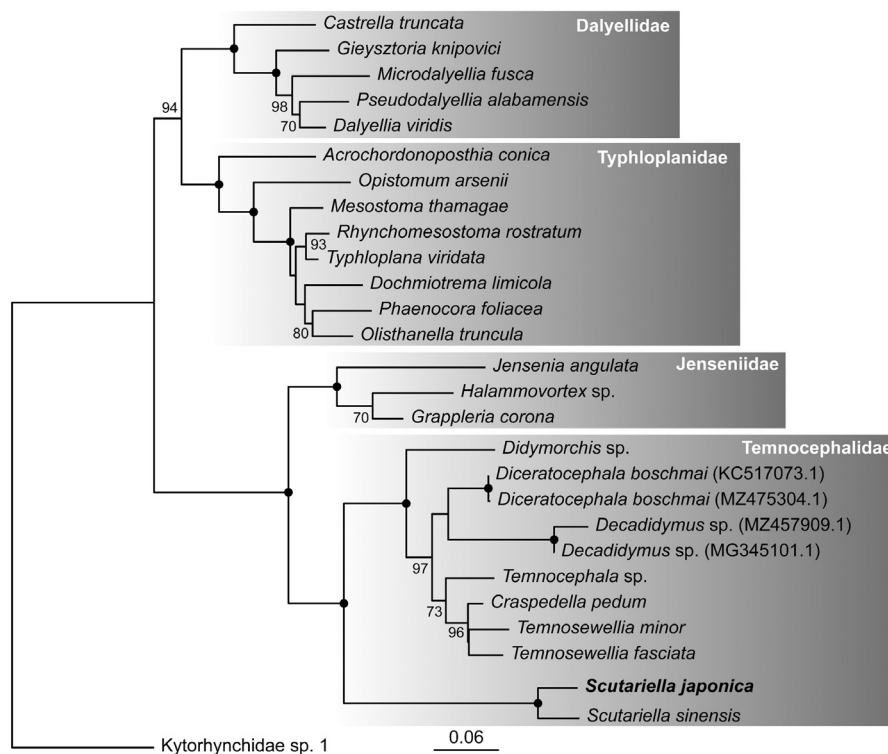 Castrella truncata
Dalyellidae
Gieysztoria knipovici
Microdalyellia fusca
98
Pseudodalyellia alabamensis
94
70
Dalyellia viridis
Acrochordonoposthia conica
Typhloplanidae
Opistomum arsenii
Mesostoma thamagae
Rhynchomesostoma rostratum
93
Typhloplana viridata
Dochmiotrema limicola
Phaenocora foliacea
80
Olisthanella truncula
Jensenia angulata
Jenseniidae
Halammovortex sp.
70
Grappleria corona
Didymorchis sp.
Temnocephalidae
Diceratocephala boschmai (KC517073.1)
Diceratocephala boschmai (MZ475304.1)
Decadidymus sp. (MZ457909.1)
Decadidymus sp. (MG345101.1)
97
Temnocephala sp.
Craspedella pedum
73
Temnosewellia minor
96
Temnosewellia fasciata
Scutariella japonica
Scutariella sinensis
Kytorhynchidae sp. 1
0.06